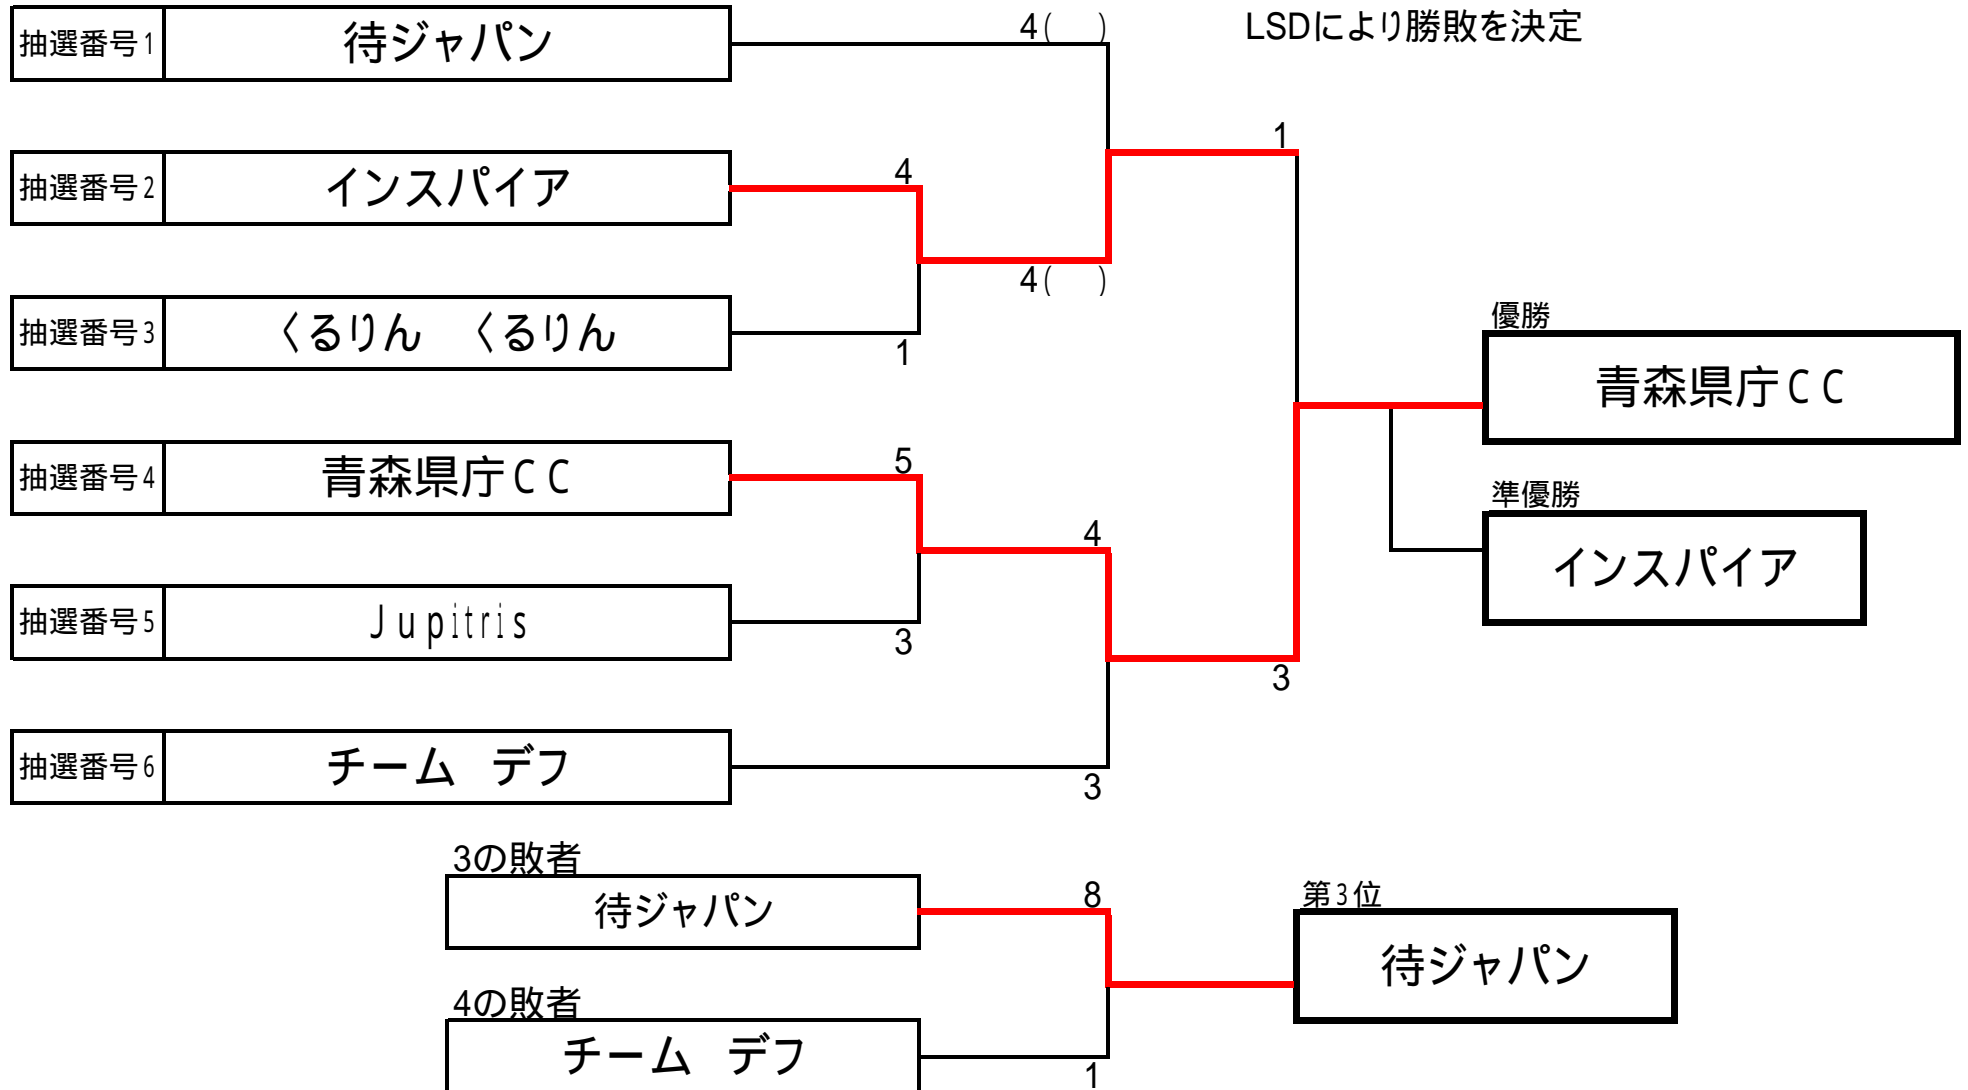 抽選番号1 待ジャパン 4( ) LSDにより勝敗を決定
1
抽選番号2 インスパイア 4
4( )
抽選番号3 くるりん くるりん 1
優勝
青森県庁CC
抽選番号4 青森県庁CC 5
準優勝
4
インスパイア
抽選番号5 Jupitris 3
3
抽選番号6 チーム デフ 3
3の敗者
待ジャパン 8
第3位
待ジャパン
4の敗者
チーム デフ 1